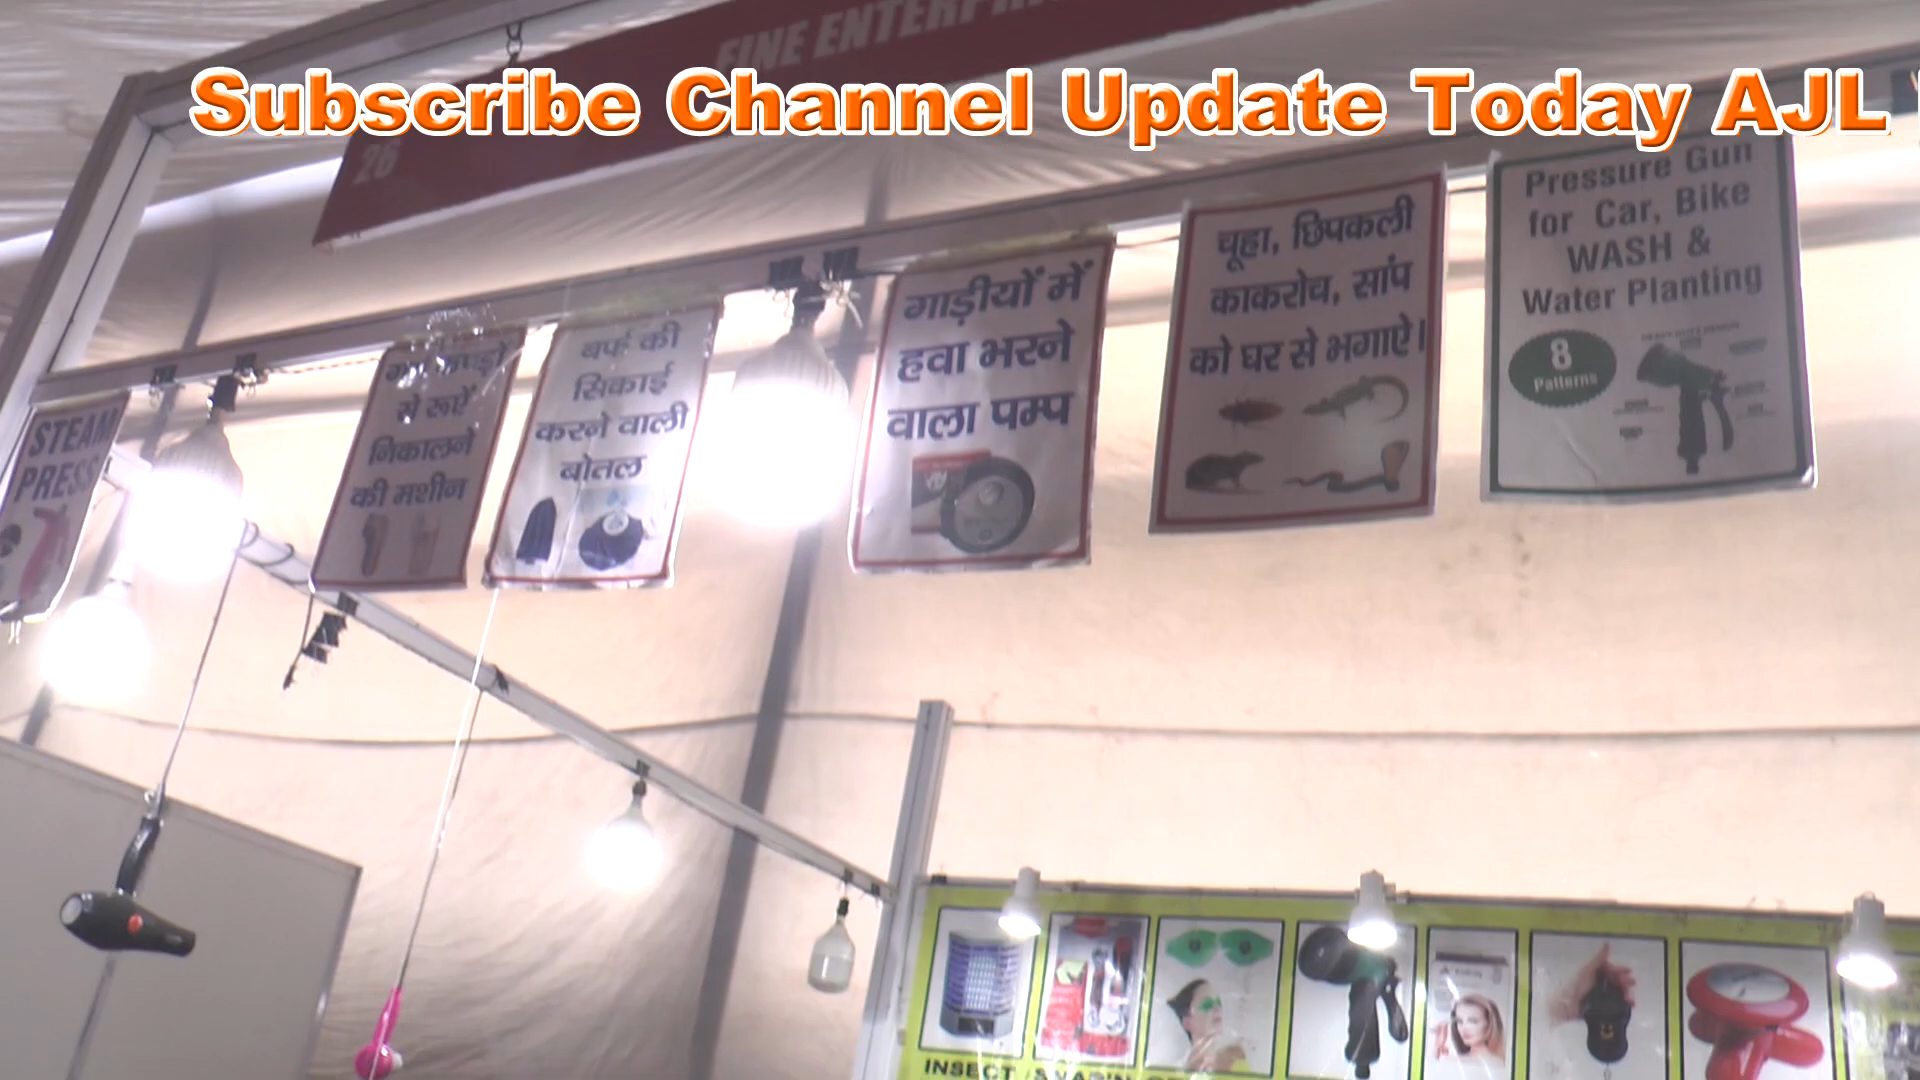 FINE
Subscribe Channel Update Today AJL
26
STEAM
PRESS
से रूऐं
निकालने
की मशीन
बर्फ की
सिकाई
करने वाली
बोतल
गाड़ीयों में
हवा भरने
वाला पम्प
चूहा, छिपकली
काकरोच, सांप
को घर से भगाऐ।
Pressure Gun
for Car, Bike
WASH &
Water Planting
8
Patterns
INSECT